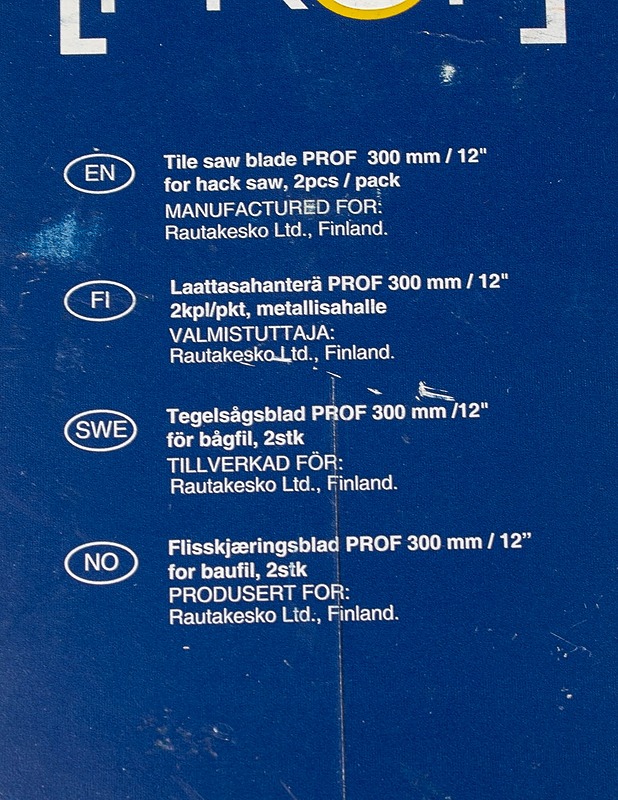 EN
Tile saw blade PROF 300 mm / 12"
for hack saw, 2pcs / pack
MANUFACTURED FOR:
Rautakesko Ltd., Finland.
FI
Laattasahanterä PROF 300 mm / 12"
2kpl/pkt, metallisahalle
VALMISTUTTAJA:
Rautakesko Ltd., Finland.
SWE
Tegelsågsblad PROF 300 mm /12"
för bågfil, 2stk
TILLVERKAD FÖR:
Rautakesko Ltd., Finland.
NO
Flisskjæringsblad PROF 300 mm / 12”
for baufil, 2stk
PRODUSERT FOR:
Rautakesko Ltd., Finland.